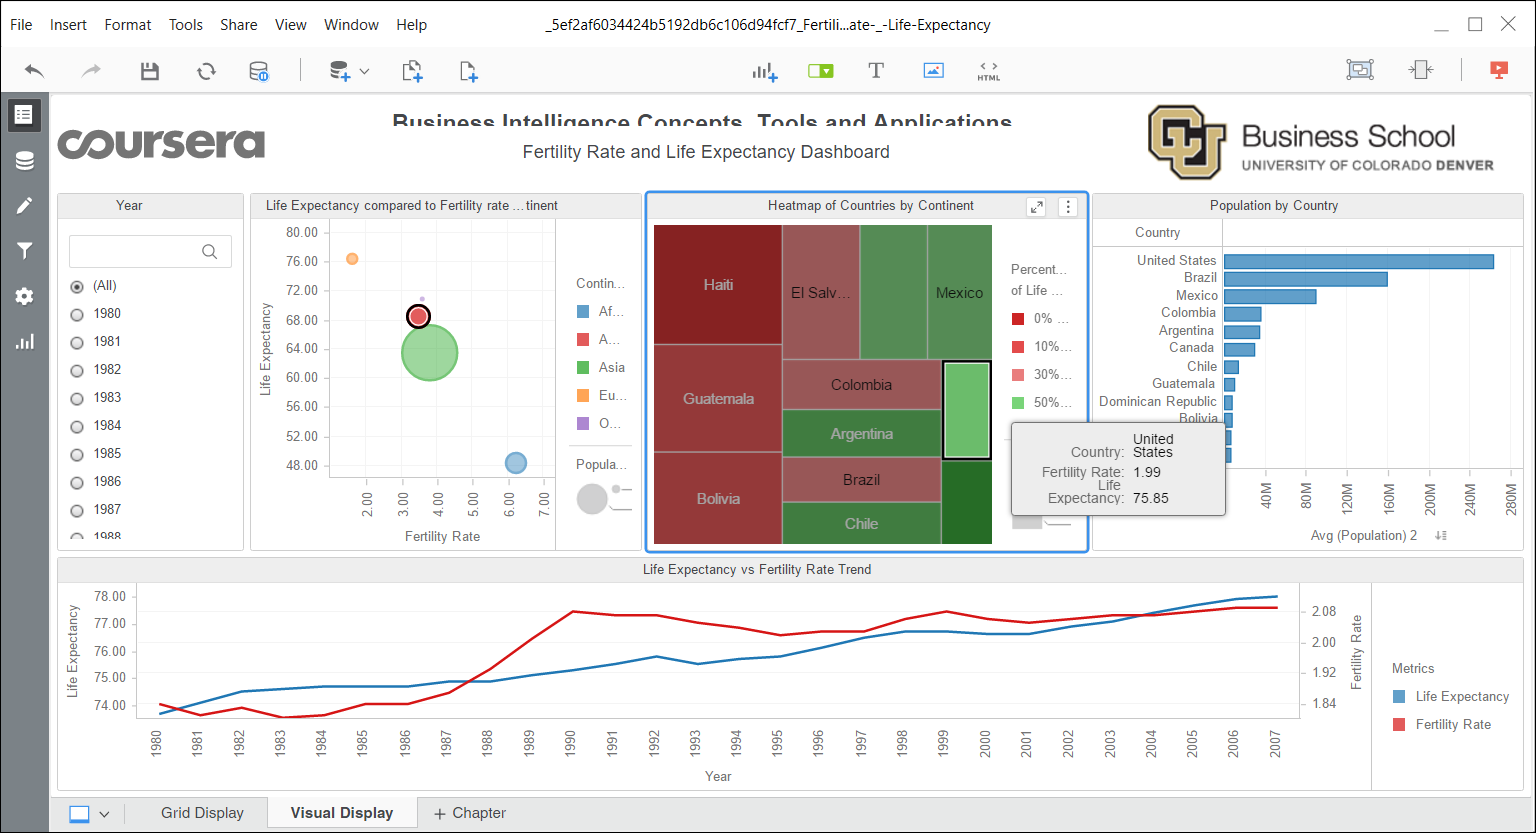 File Insert Format Tools Share View Window Help
_5ef2af6034424b5192db6c106d94fcf7_Fertili...ate-_-Life-Expectancy
HTML
coursera
Business Intelligence Concepts, Tools and Applications
Fertility Rate and Life Expectancy Dashboard
CU
Business School
UNIVERSITY OF COLORADO DENVER
Year
(All)
1980
1981
1982
1983
1984
1985
1986
1987
1988
Life Expectancy compared to Fertility rate ...tinent
Life Expectancy
80.00
76.00
72.00
68.00
64.00
60.00
56.00
52.00
48.00
2.00 3.00 4.00 5.00 6.00 7.00
Fertility Rate
Contin...
Af...
A...
Asia
Eu...
O...
Popula...
Heatmap of Countries by Continent
Haiti
El Salv...
Mexico
Guatemala
Colombia
Argentina
Bolivia
Brazil
Chile
Percent...
of Life ...
0% ...
10%...
30%...
50%...
Country: United States
Fertility Rate: 1.99
Life Expectancy: 75.85
Population by Country
Country
United States
Brazil
Mexico
Colombia
Argentina
Canada
Chile
Guatemala
Dominican Republic
Bolivia
40M 80M 120M 160M 200M 240M 280M
Avg (Population) 2
Life Expectancy vs Fertility Rate Trend
Life Expectancy
78.00
77.00
76.00
75.00
74.00
1980 1981 1982 1983 1984 1985 1986 1987 1988 1989 1990 1991 1992 1993 1994 1995 1996 1997 1998 1999 2000 2001 2002 2003 2004 2005 2006 2007
Year
2.08
2.00
1.92
1.84
Fertility Rate
Metrics
Life Expectancy
Fertility Rate
Grid Display
Visual Display
+ Chapter